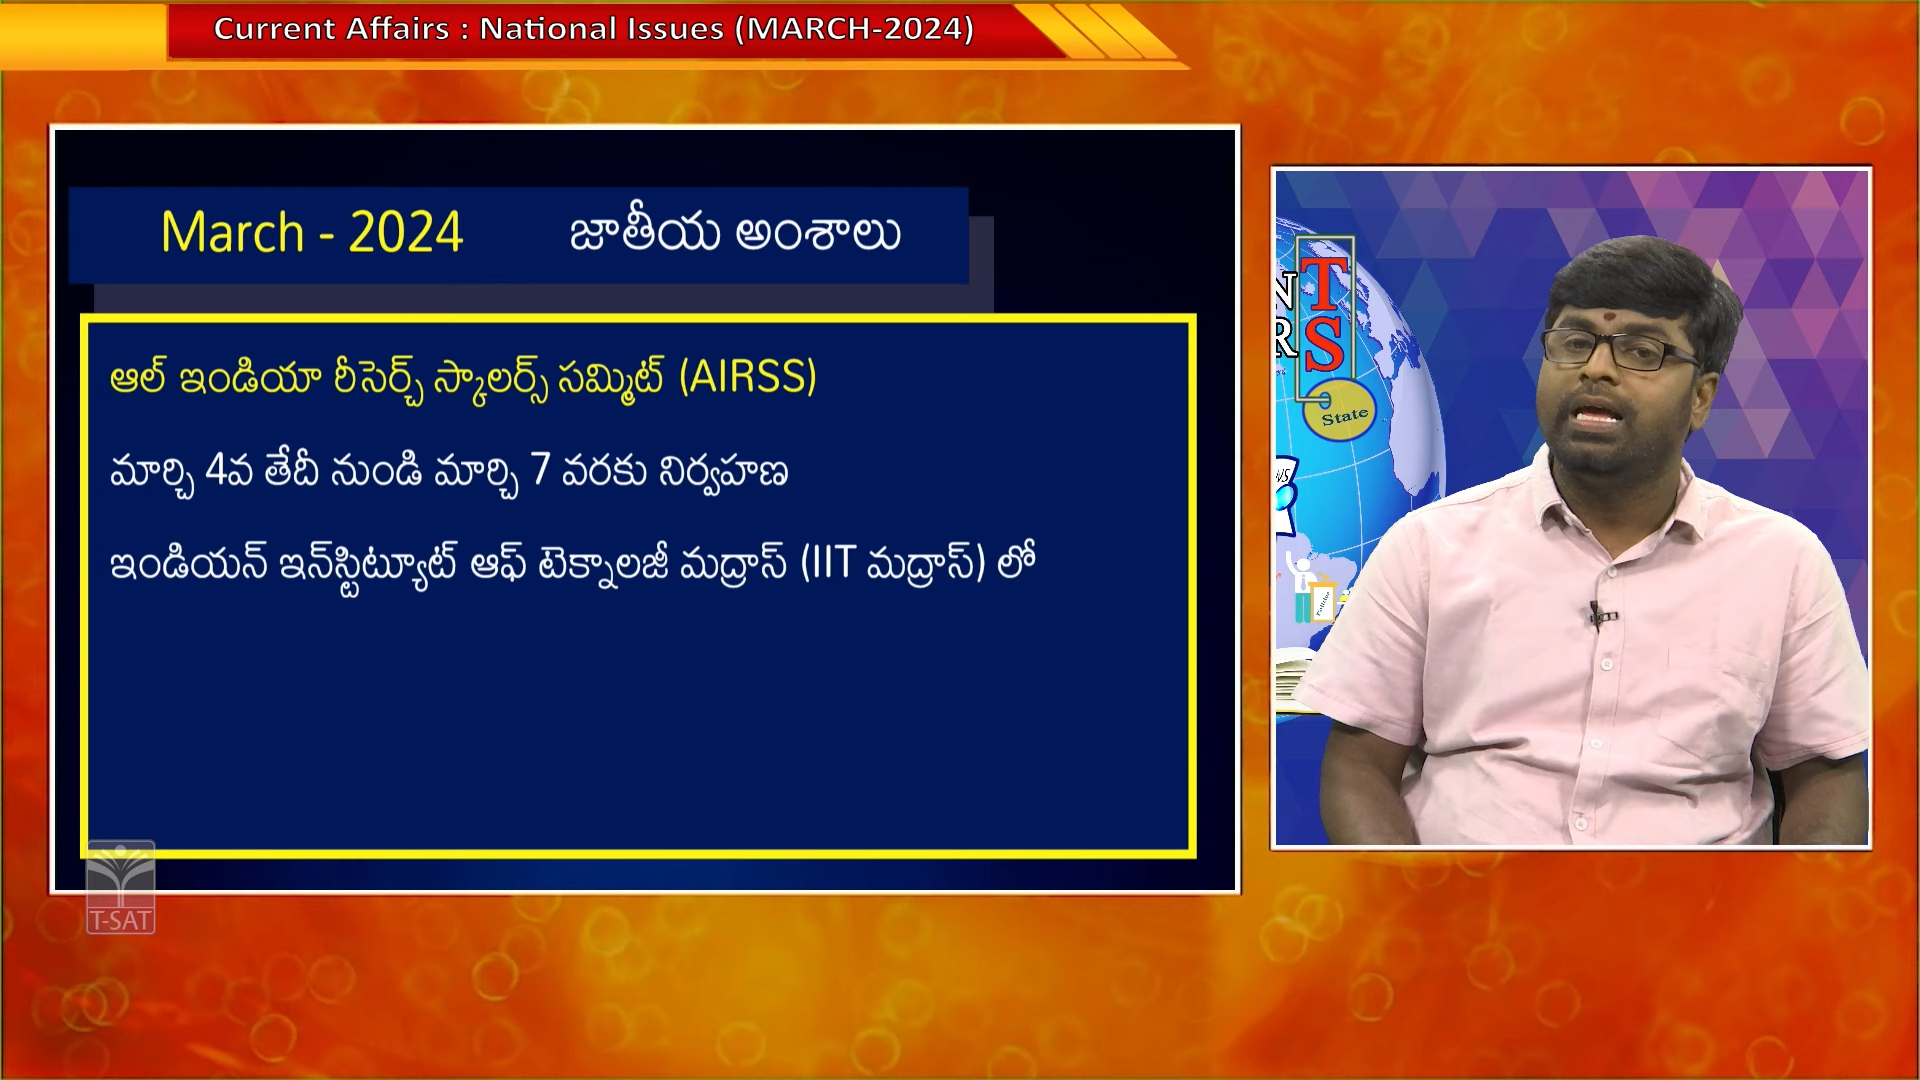 Current Affairs : National Issues (MARCH-2024)
March - 2024 జాతీయ అంశాలు
ఆల్ ఇండియా రీసెర్చ్ స్కాలర్స్ సమ్మిట్ (AIRSS)
మార్చి 4వ తేదీ నుండి మార్చి 7 వరకు నిర్వహణ
ఇండియన్ ఇన్‌స్టిట్యూట్ ఆఫ్ టెక్నాలజీ మద్రాస్ (IIT మద్రాస్) లో
T-SAT
N
R
TS
State